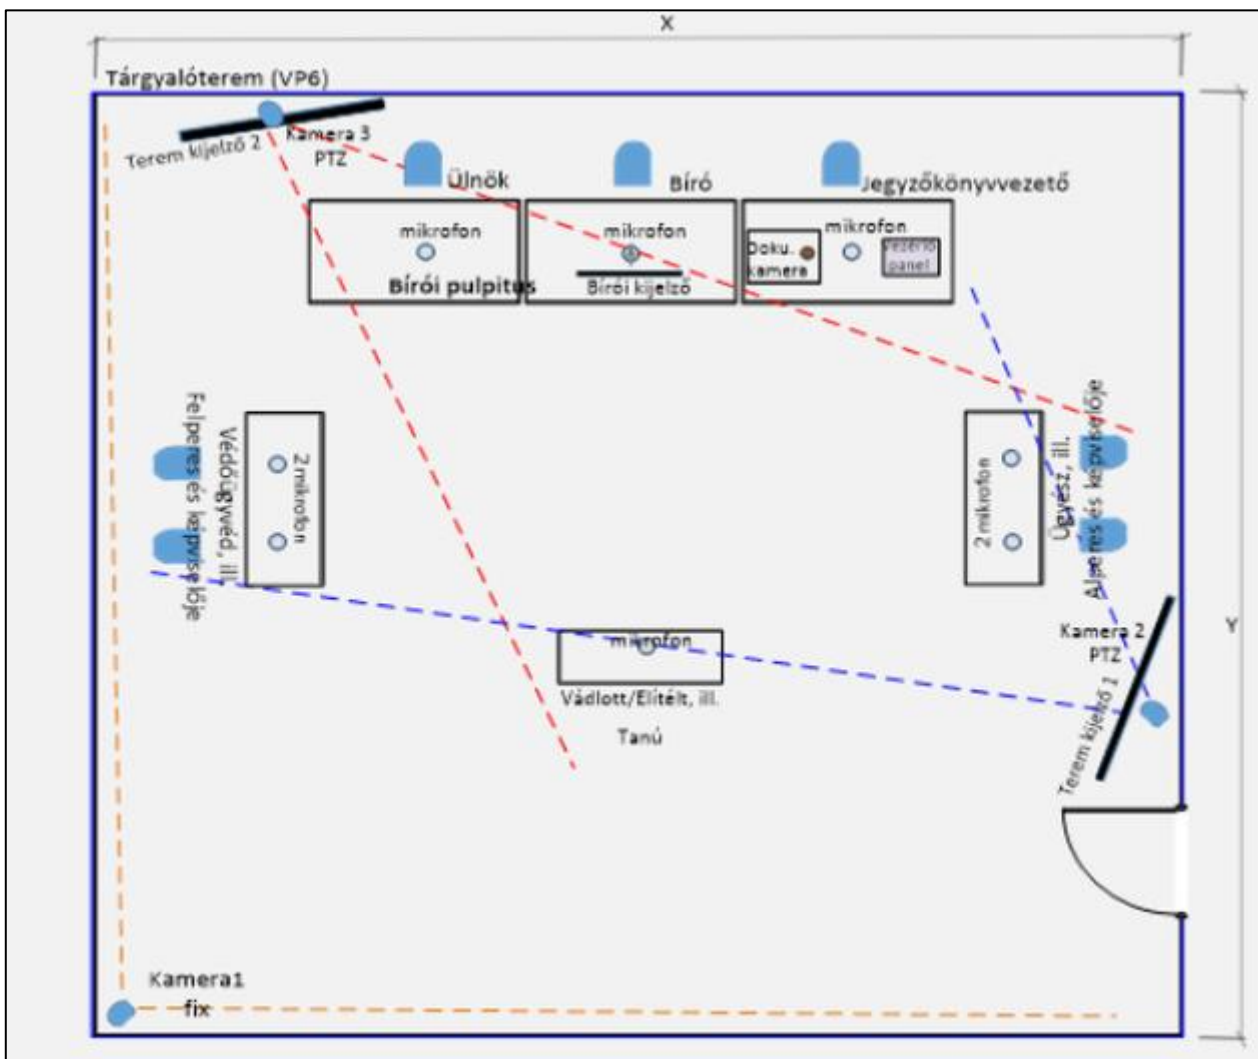 X
Tárgyalóterem (VP6)
Kamera 3
PTZ
Terem kijelző 2
Ülnök
Bíró
Jegyzőkönyvvezető
mikrofon
mikrofon
mikrofon
Doku.
kamera
Vezérlő
panel
Bírói pulpitus
Bírói kijelző
Felperes és képviselője
Védőügyvéd, ill.
2 mikrofon
2 mikrofon
Ügyész, ill.
Alperes és képviselője
Y
Kamera 2
PTZ
Terem kijelző 1
mikrofon
Vádlott/Elítélt, ill.
Tanú
Kamera1
fix